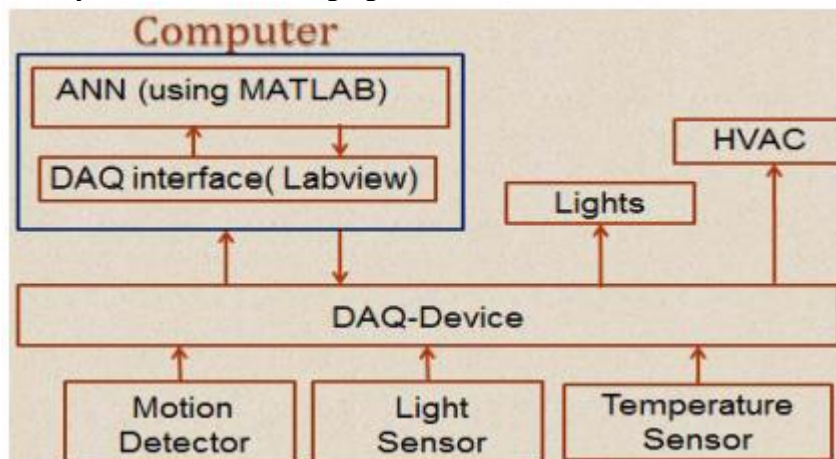 Computer
ANN (using MATLAB)
DAQ interface( Labview)
HVAC
Lights
DAQ-Device
Motion
Detector
Light
Sensor
Temperature
Sensor